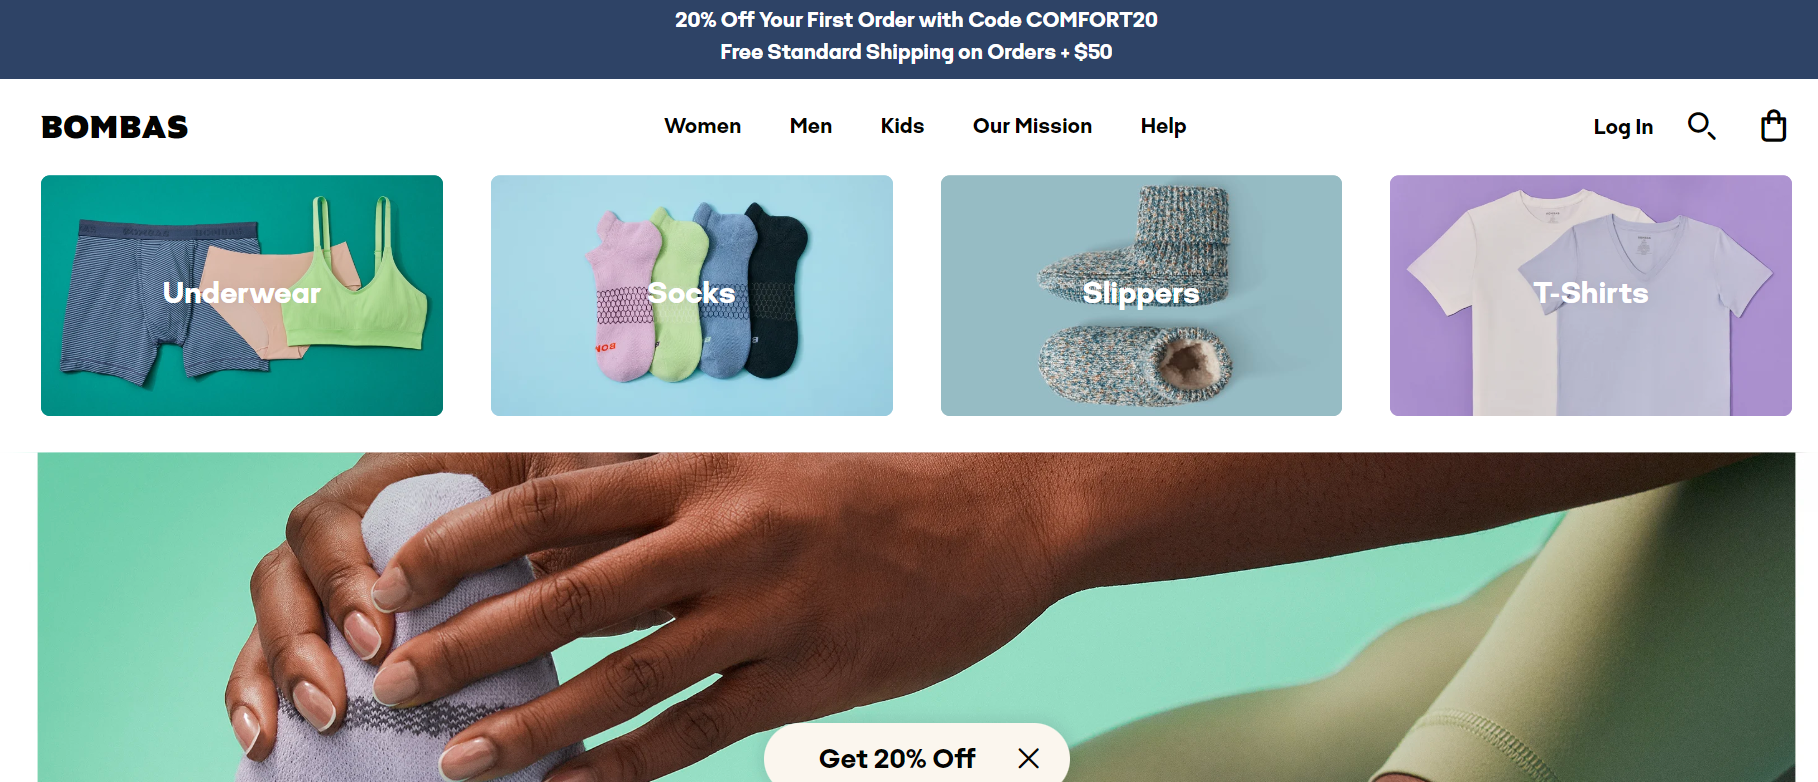 20% Off Your First Order with Code COMFORT20
Free Standard Shipping on Orders + $50
BOMBAS
Women
Men
Kids
Our Mission
Help
Log In
Underwear
Socks
Slippers
T-Shirts
Get 20% Off